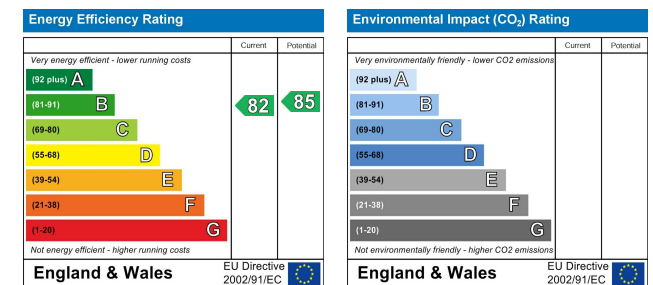 Energy Efficiency Rating
Current Potential
Very energy efficient - lower running costs
(92 plus) A
(81-91) B
82 85
(69-80) C
(55-68) D
(39-54) E
(21-38) F
(1-20) G
Not energy efficient - higher running costs
England & Wales
EU Directive
2002/91/EC
Environmental Impact (CO₂) Rating
Current Potential
Very environmentally friendly - lower CO2 emissions
(92 plus) A
(81-91) B
(69-80) C
(55-68) D
(39-54) E
(21-38) F
(1-20) G
Not environmentally friendly - higher CO2 emissions
England & Wales
EU Directive
2002/91/EC